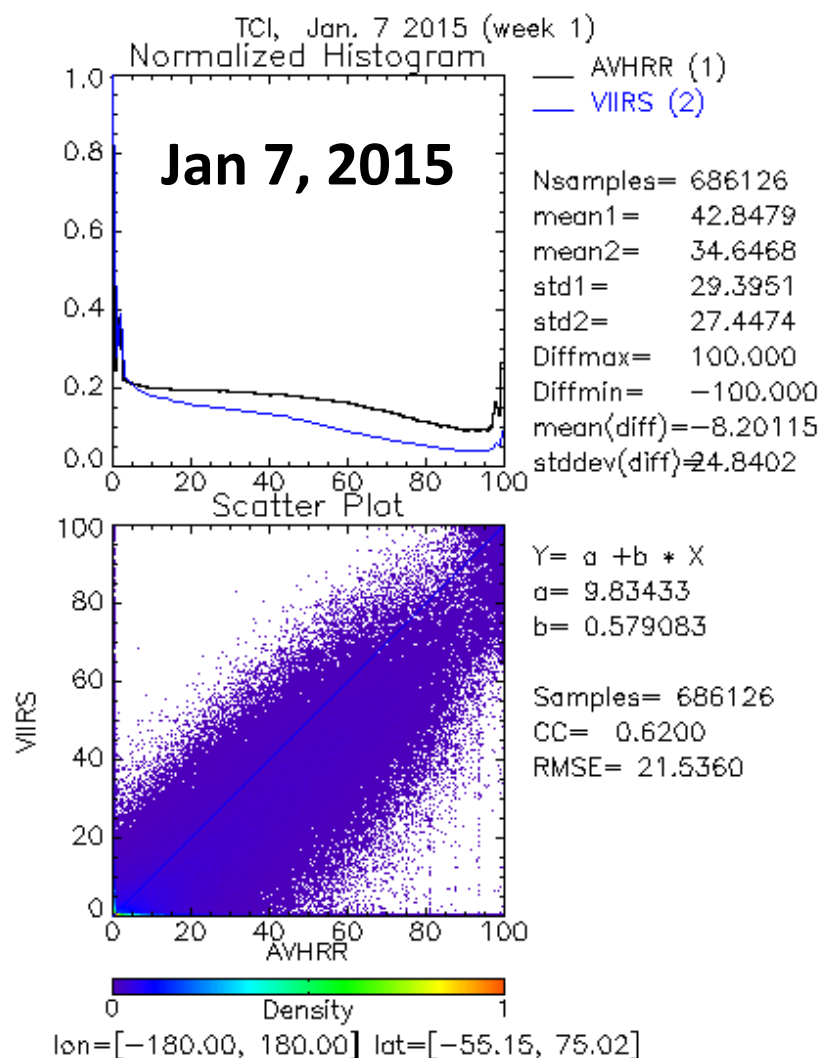 TCI, Jan. 7 2015 (week 1)
Normalized Histogram
AVHRR (1)
VIIRS (2)
1.0
0.8
0.6
0.4
0.2
0.0
Jan 7, 2015
0 20 40 60 80 100
Nsamples= 686126
mean1= 42.8479
mean2= 34.6468
std1= 29.3951
std2= 27.4474
Diffmax= 100.000
Diffmin= -100.000
mean(diff)=-8.20115
stddev(diff)=24.8402
Scatter Plot
100
80
60
40
20
0
VIIRS
0 20 40 60 80 100
AVHRR
Y= a +b * X
a= 9.83433
b= 0.579083
Samples= 686126
CC= 0.6200
RMSE= 21.5360
0 Density 1
lon=[-180.00, 180.00] lat=[-55.15, 75.02]